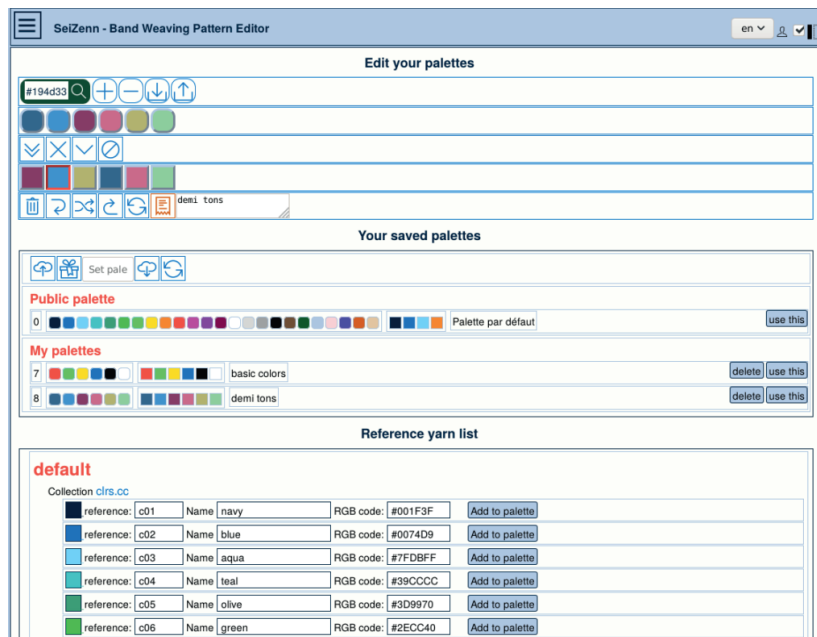 SeiZenn - Band Weaving Pattern Editor
en
Edit your palettes
#194d33
demi tons
Your saved palettes
Set pale
Public palette
0 Palette par défaut use this
My palettes
7 basic colors delete use this
8 demi tons delete use this
Reference yarn list
default
Collection clrs.cc
reference: c01 Name navy RGB code: #001F3F Add to palette
reference: c02 Name blue RGB code: #0074D9 Add to palette
reference: c03 Name aqua RGB code: #7FDBFF Add to palette
reference: c04 Name teal RGB code: #39CCCC Add to palette
reference: c05 Name olive RGB code: #3D9970 Add to palette
reference: c06 Name green RGB code: #2ECC40 Add to palette